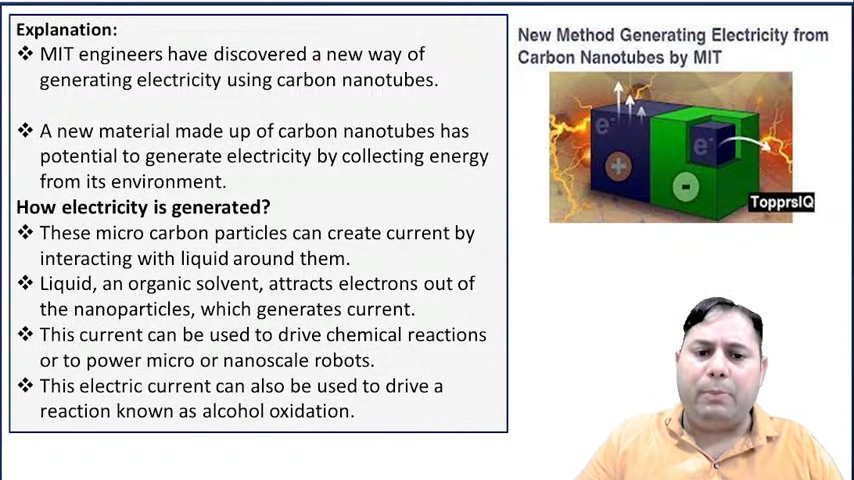 Explanation:
❖ MIT engineers have discovered a new way of
generating electricity using carbon nanotubes.
❖ A new material made up of carbon nanotubes has
potential to generate electricity by collecting energy
from its environment.
How electricity is generated?
❖ These micro carbon particles can create current by
interacting with liquid around them.
❖ Liquid, an organic solvent, attracts electrons out of
the nanoparticles, which generates current.
❖ This current can be used to drive chemical reactions
or to power micro or nanoscale robots.
❖ This electric current can also be used to drive a
reaction known as alcohol oxidation.
New Method Generating Electricity from
Carbon Nanotubes by MIT
e-
e-
+
-
TopprsIQ